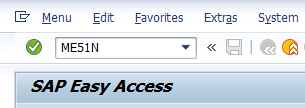 Menu Edit Favorites Extras System
ME51N
SAP Easy Access